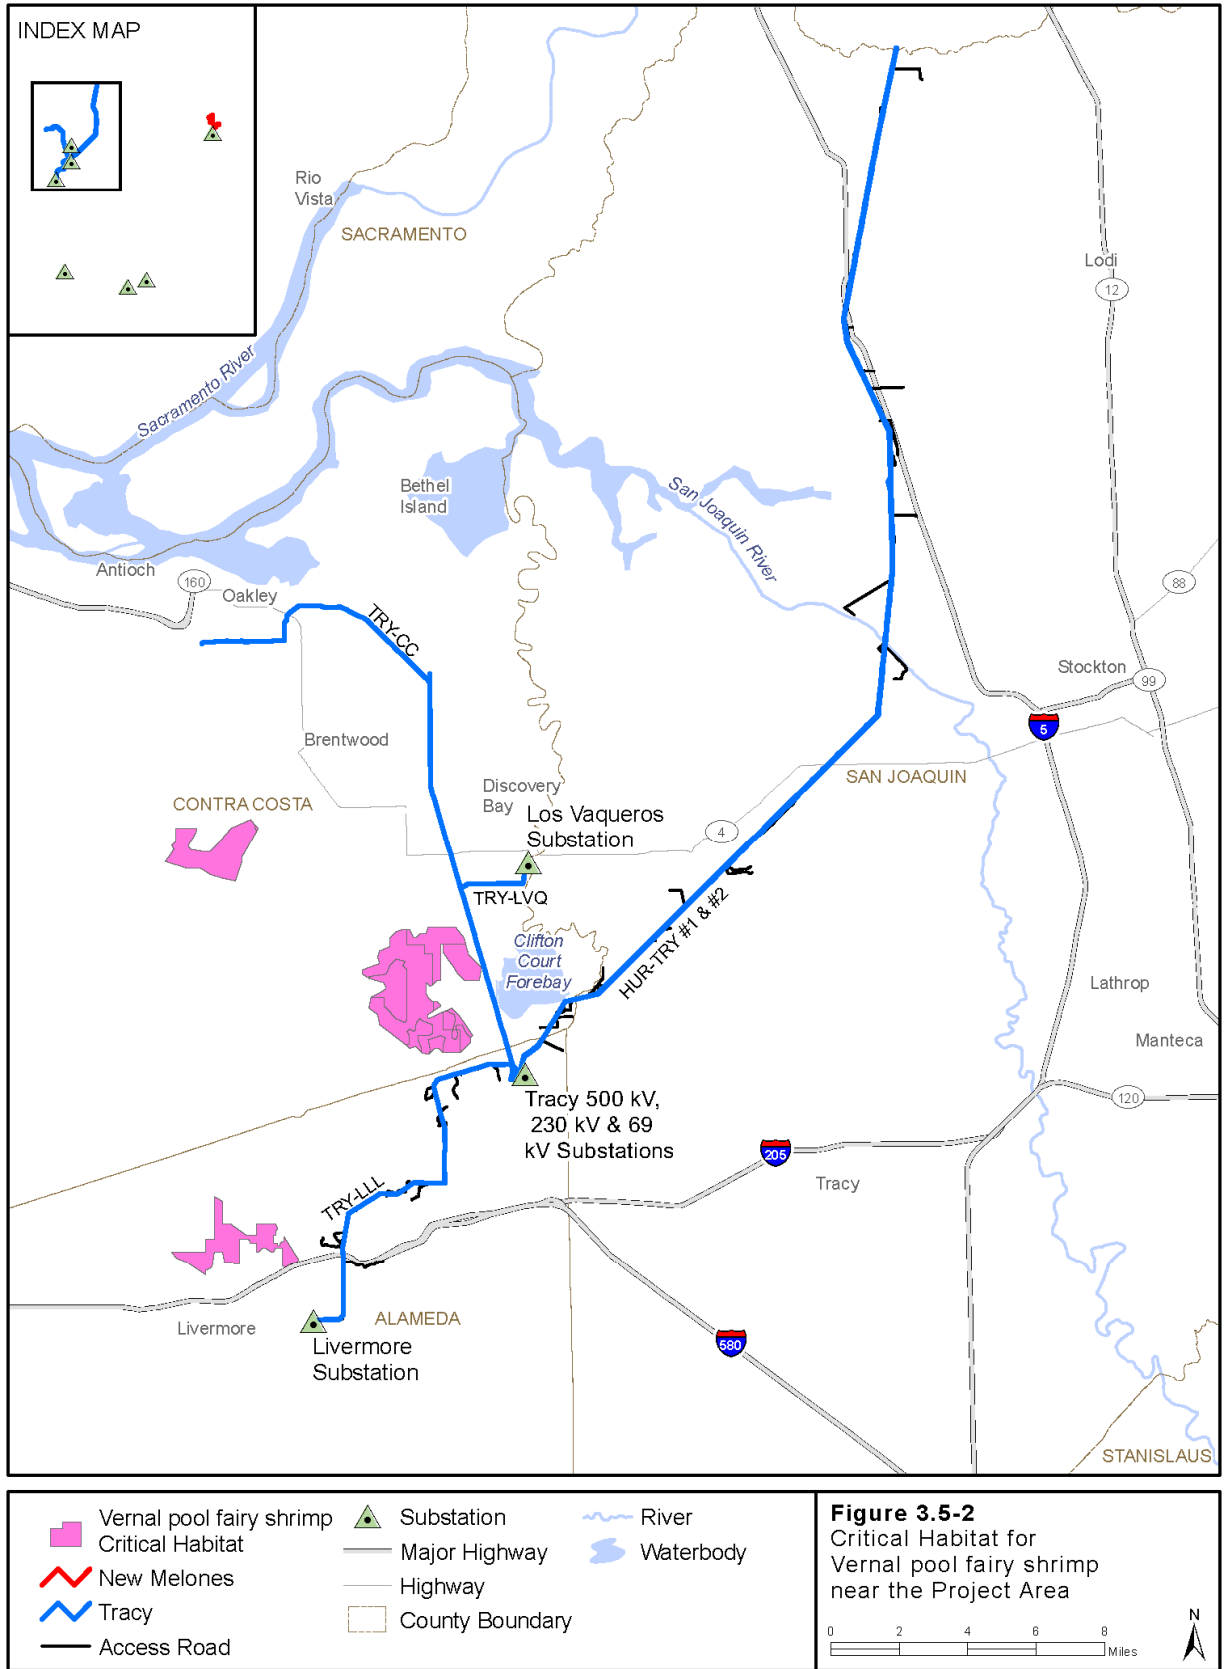 INDEX MAP
Rio
Vista
SACRAMENTO
Lodi
12
Sacramento River
Bethel
Island
San Joaquin River
Antioch
160
Oakley
88
TRY-CC
Stockton
99
5
Brentwood
SAN JOAQUIN
Discovery
Bay
CONTRA COSTA
Los Vaqueros
Substation
4
TRY-LVQ
HUR-TRY #1 & #2
Clifton
Court
Forebay
Lathrop
Manteca
Tracy 500 kV,
230 kV & 69
kV Substations
120
205
Tracy
TRY-LLL
Livermore
ALAMEDA
580
Livermore
Substation
STANISLAUS
Vernal pool fairy shrimp
Critical Habitat
New Melones
Tracy
Access Road
Substation
Major Highway
Highway
County Boundary
River
Waterbody
Figure 3.5-2
Critical Habitat for
Vernal pool fairy shrimp
near the Project Area
0 2 4 6 8
Miles
N